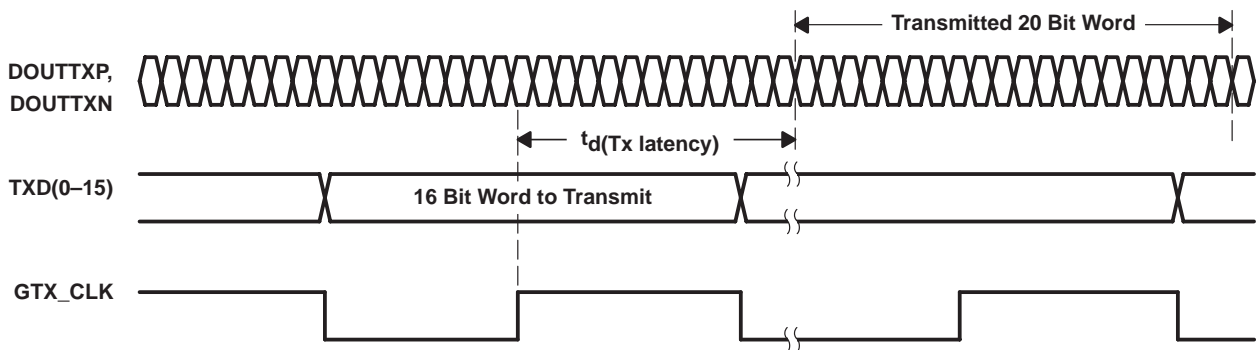 Transmitted 20 Bit Word
DOUTTXP,
DOUTTXN
td(Tx latency)
TXD(0–15)
16 Bit Word to Transmit
GTX_CLK